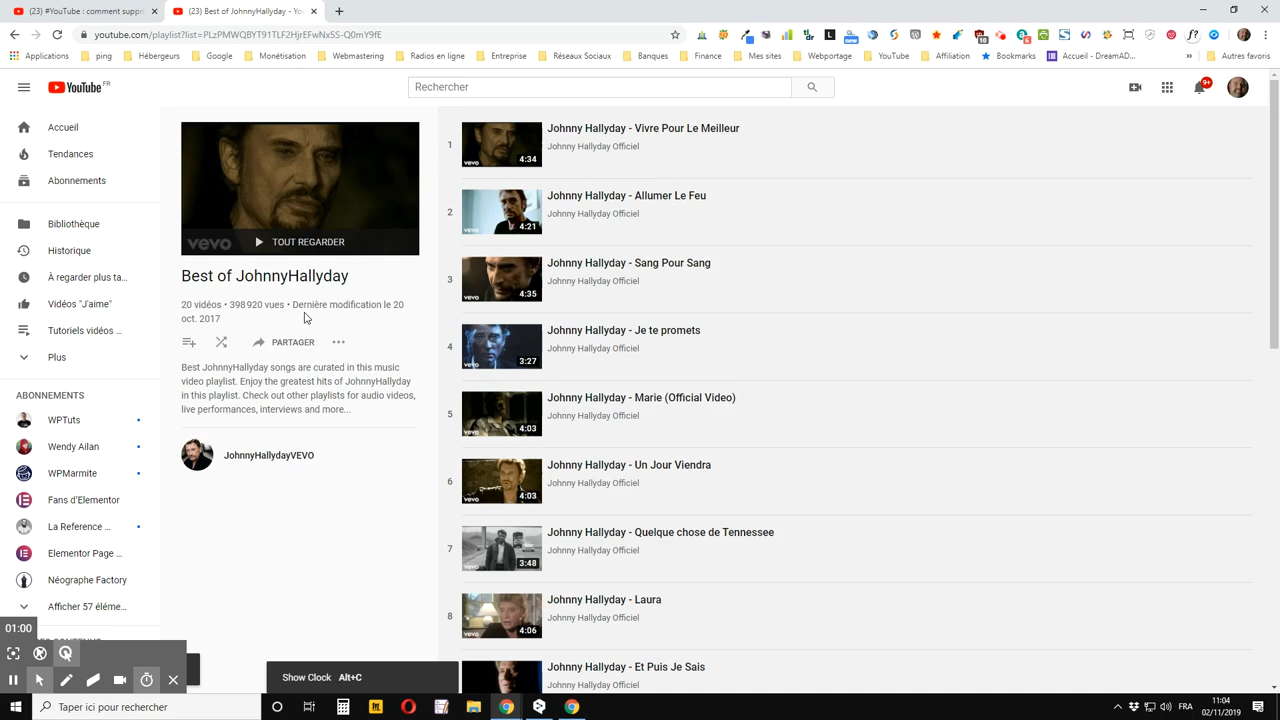 (23) #YouTube : comment suppri
(23) Best of JohnnyHallyday - You
youtube.com/playlist?list=PLzPMWQBYT91TLF2HjrEFwNx5S-Q0mY9fE
Applications
ping
Hébergeurs
Google
Monétisation
Webmastering
Radios en ligne
Entreprise
Réseaux Sociaux
Banques
Finance
Mes sites
Webportage
YouTube
Affiliation
Bookmarks
Accueil - DreamAD...
»
Autres favoris
YouTube FR
Rechercher
9+
Accueil
Tendances
Abonnements
Bibliothèque
Historique
À regarder plus ta...
Vidéos "J'aime"
Tutoriels vidéos ...
Plus
ABONNEMENTS
WPTuts
Wendy Ailan
WPMarmite
Fans d'Elementor
La Reference ...
Elementor Page ...
Néographe Factory
Afficher 57 éléme...
vevo
TOUT REGARDER
Best of JohnnyHallyday
20 vidéos • 398 920 vues • Dernière modification le 20
oct. 2017
PARTAGER
Best JohnnyHallyday songs are curated in this music
video playlist. Enjoy the greatest hits of JohnnyHallyday
in this playlist. Check out other playlists for audio videos,
live performances, interviews and more...
JohnnyHallydayVEVO
1
vevo
4:34
Johnny Hallyday - Vivre Pour Le Meilleur
Johnny Hallyday Officiel
2
vevo
4:21
Johnny Hallyday - Allumer Le Feu
Johnny Hallyday Officiel
3
vevo
4:35
Johnny Hallyday - Sang Pour Sang
Johnny Hallyday Officiel
4
vevo
3:27
Johnny Hallyday - Je te promets
Johnny Hallyday Officiel
5
vevo
4:03
Johnny Hallyday - Marie (Official Video)
Johnny Hallyday Officiel
6
vevo
4:03
Johnny Hallyday - Un Jour Viendra
Johnny Hallyday Officiel
7
vevo
3:48
Johnny Hallyday - Quelque chose de Tennessee
Johnny Hallyday Officiel
8
vevo
4:06
Johnny Hallyday - Laura
Johnny Hallyday Officiel
Johnny Hallyday - Et Puis Je Sais
Johnny Hallyday Officiel
01:00
Show Clock Alt+C
Taper ici pour rechercher
FRA
11:04
02/11/2019